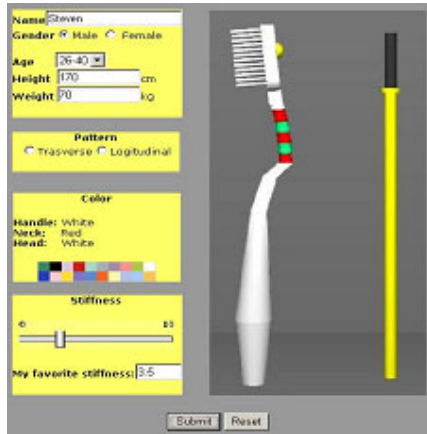 Name Steven
Gender Male Female
Age 26-40
Height 170 cm
Weight 70 kg
Pattern
Trasverse Logitudinal
Color
Handle: White
Neck: Red
Head: White
Stiffness
0 10
My favorite stiffness: 3.5
Submit Reset